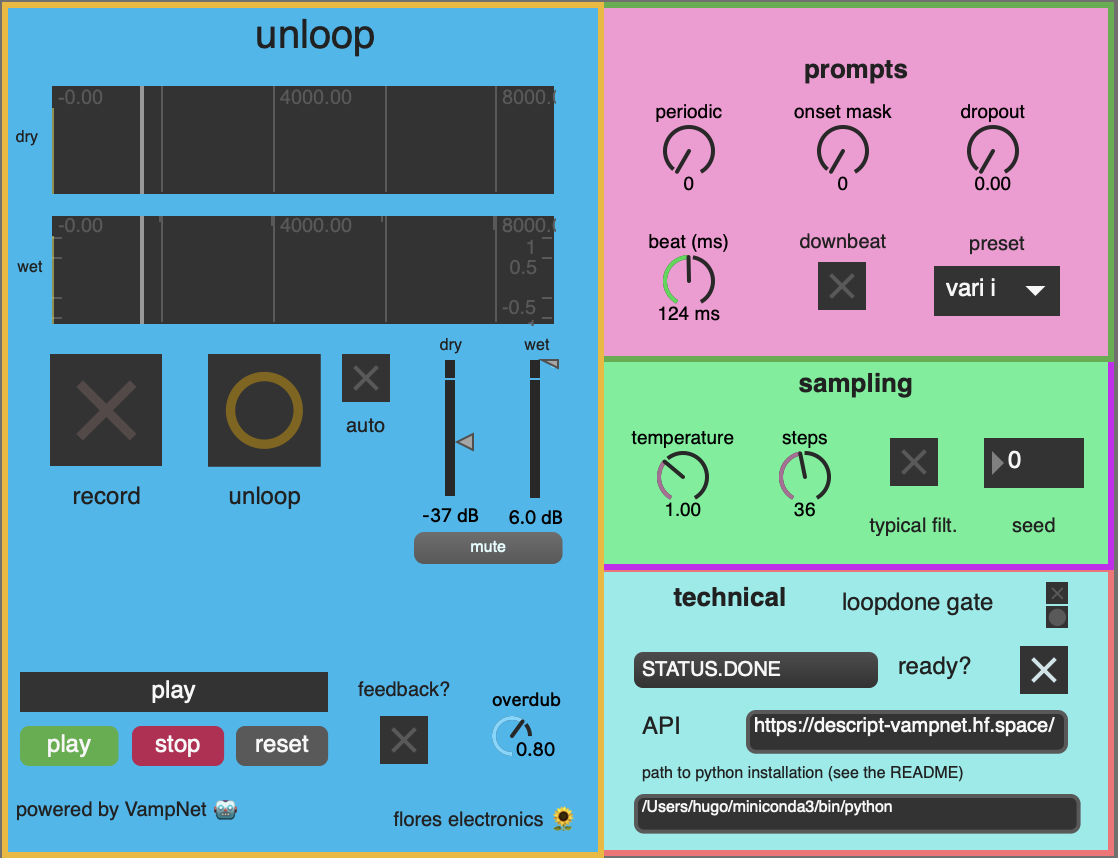 unloop
dry
-0.00
4000.00
8000.
wet
-0.00
4000.00
8000.
1
0.5
-0.5
dry
wet
record
unloop
auto
-37 dB
6.0 dB
mute
play
play
stop
reset
feedback?
overdub
0.80
powered by VampNet 🤖
flores electronics 🌻
prompts
periodic
onset mask
dropout
0
0
0.00
beat (ms)
downbeat
preset
124 ms
vari i
sampling
temperature
steps
1.00
36
0
typical filt.
seed
technical
loopdone gate
STATUS.DONE
ready?
API
https://descript-vampnet.hf.space/
path to python installation (see the README)
/Users/hugo/miniconda3/bin/python